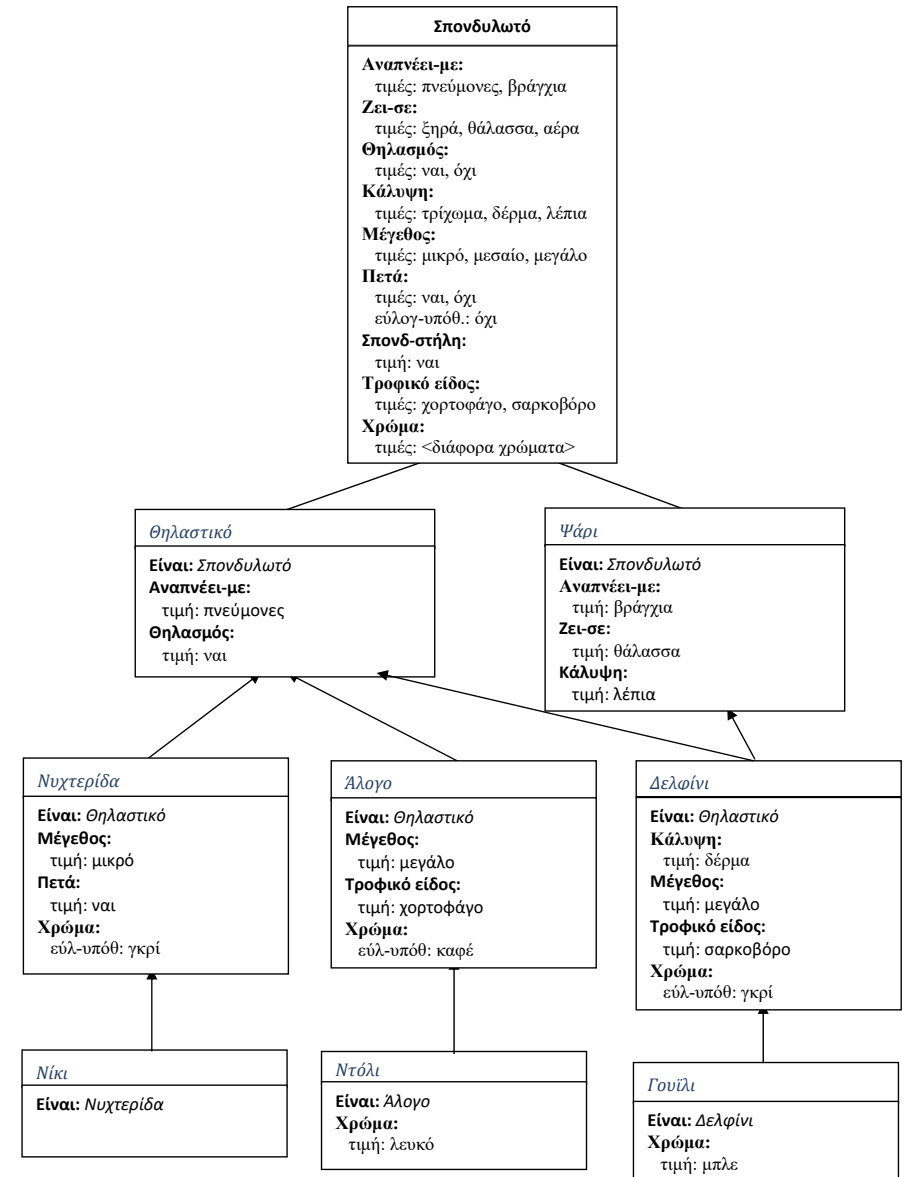 Σπονδυλωτό
Αναπνέει-με:
τιμές: πνεύμονες, βράγχια
Ζει-σε:
τιμές: ξηρά, θάλασσα, αέρα
Θηλασμός:
τιμές: ναι, όχι
Κάλυψη:
τιμές: τρίχωμα, δέρμα, λέπια
Μέγεθος:
τιμές: μικρό, μεσαίο, μεγάλο
Πετά:
τιμές: ναι, όχι
εύλογ-υπόθ.: όχι
Σπονδ-στήλη:
τιμή: ναι
Τροφικό είδος:
τιμές: χορτοφάγο, σαρκοβόρο
Χρώμα:
τιμές: <διάφορα χρώματα>
Θηλαστικό
Είναι: Σπονδυλωτό
Αναπνέει-με:
τιμή: πνεύμονες
Θηλασμός:
τιμή: ναι
Ψάρι
Είναι: Σπονδυλωτό
Αναπνέει-με:
τιμή: βράγχια
Ζει-σε:
τιμή: θάλασσα
Κάλυψη:
τιμή: λέπια
Νυχτερίδα
Είναι: Θηλαστικό
Μέγεθος:
τιμή: μικρό
Πετά:
τιμή: ναι
Χρώμα:
εύλ-υπόθ: γκρί
Άλογο
Είναι: Θηλαστικό
Μέγεθος:
τιμή: μεγάλο
Τροφικό είδος:
τιμή: χορτοφάγο
Χρώμα:
εύλ-υπόθ: καφέ
Δελφίνι
Είναι: Θηλαστικό
Κάλυψη:
τιμή: δέρμα
Μέγεθος:
τιμή: μεγάλο
Τροφικό είδος:
τιμή: σαρκοβόρο
Χρώμα:
εύλ-υπόθ: γκρί
Νίκι
Είναι: Νυχτερίδα
Ντόλι
Είναι: Άλογο
Χρώμα:
τιμή: λευκό
Γουΐλι
Είναι: Δελφίνι
Χρώμα:
τιμή: μπλε